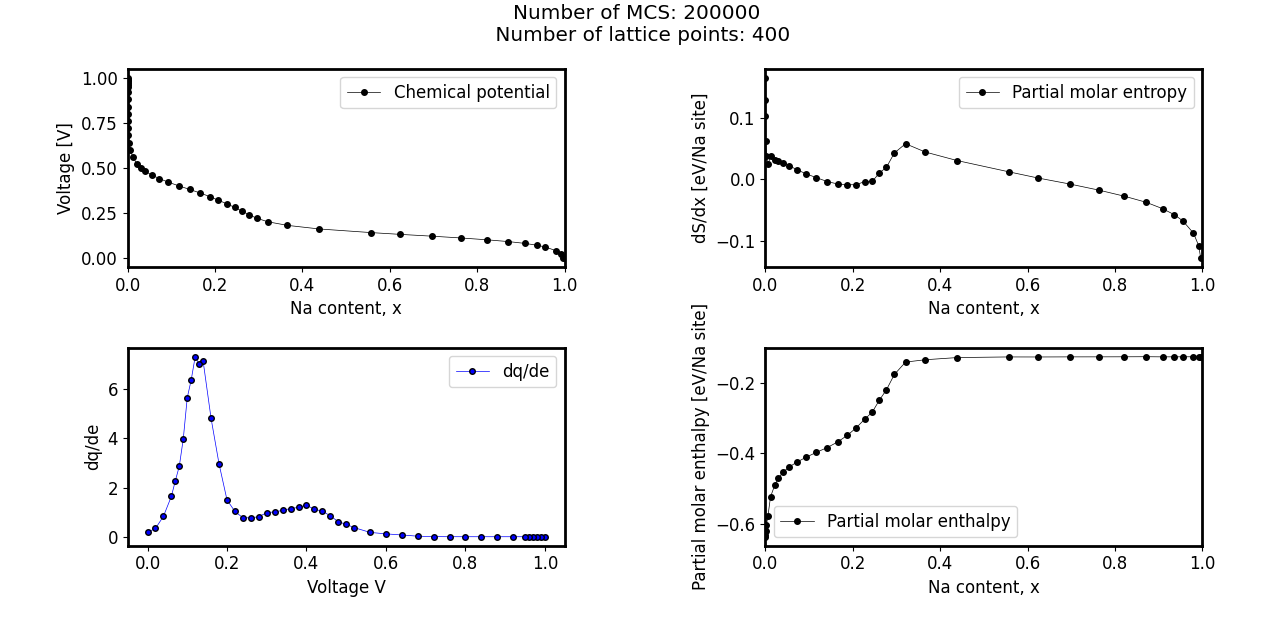 Number of MCS: 200000
Number of lattice points: 400
Voltage [V]
1.00
0.75
0.50
0.25
0.00
Chemical potential
0.0 0.2 0.4 0.6 0.8 1.0
Na content, x
dS/dx [eV/Na site]
0.1
0.0
−0.1
Partial molar entropy
0.0 0.2 0.4 0.6 0.8 1.0
Na content, x
dq/de
6
4
2
0
dq/de
0.0 0.2 0.4 0.6 0.8 1.0
Voltage V
Partial molar enthalpy [eV/Na site]
−0.2
−0.4
−0.6
Partial molar enthalpy
0.0 0.2 0.4 0.6 0.8 1.0
Na content, x